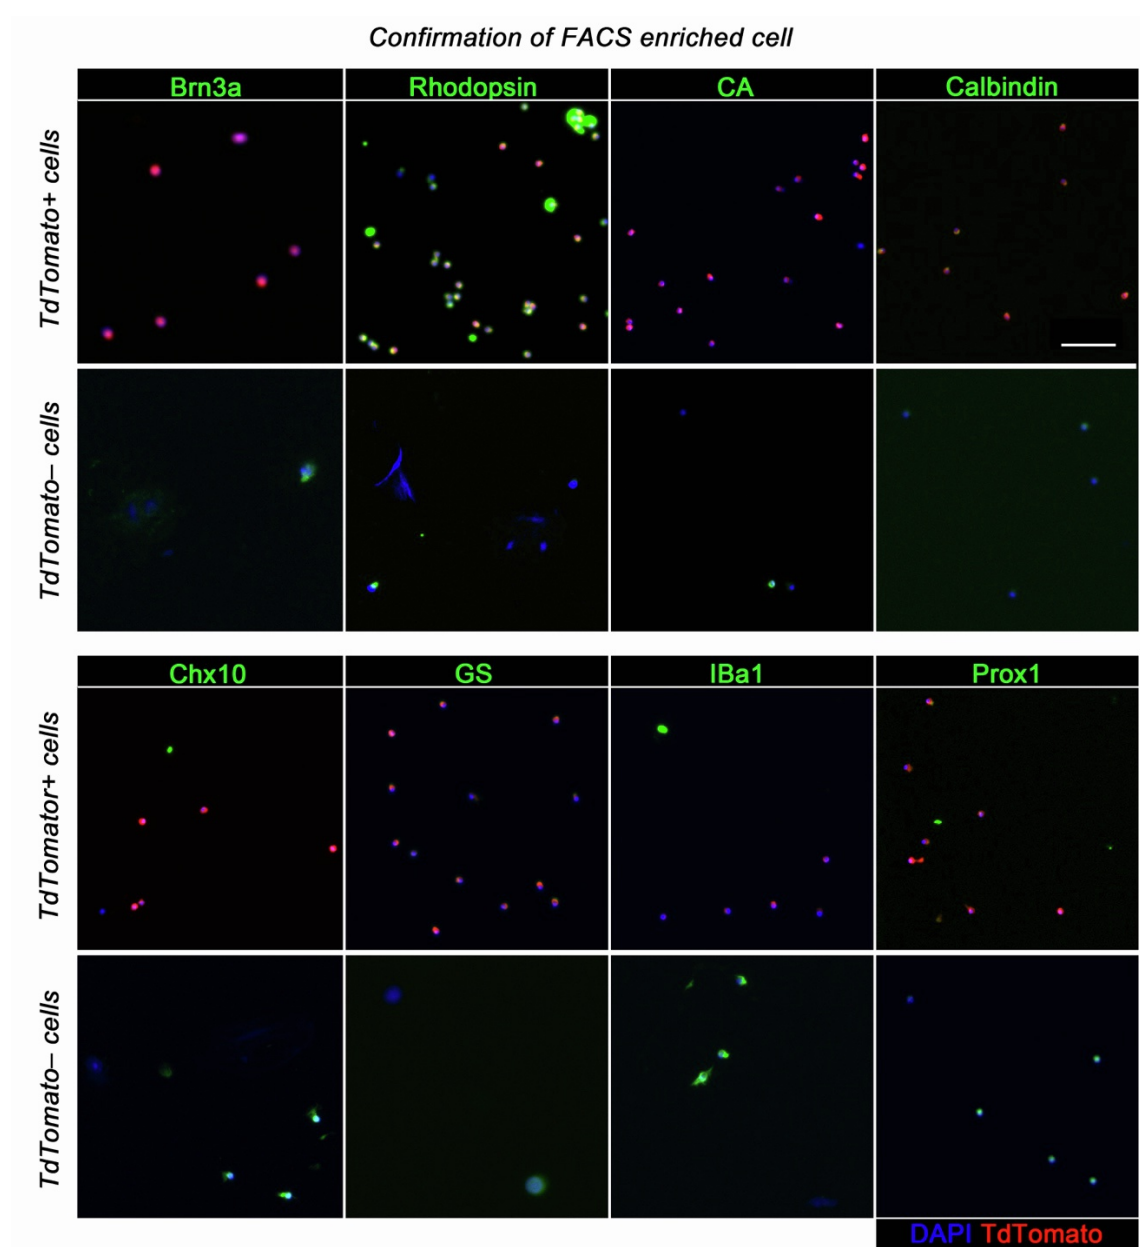 Confirmation of FACS enriched cell
Brn3a Rhodopsin CA Calbindin
TdTomato+ cells
TdTomato– cells
Chx10 GS IBa1 Prox1
TdTomator+ cells
TdTomato– cells
DAPI TdTomato